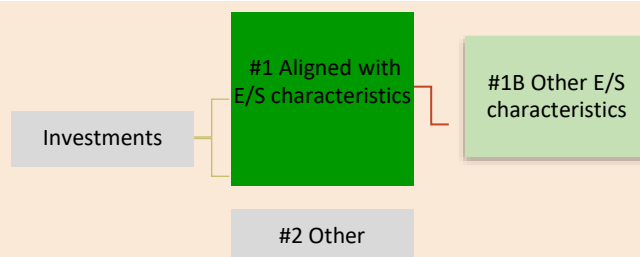 #1 Aligned with
E/S characteristics
#1B Other E/S
characteristics
Investments
#2 Other